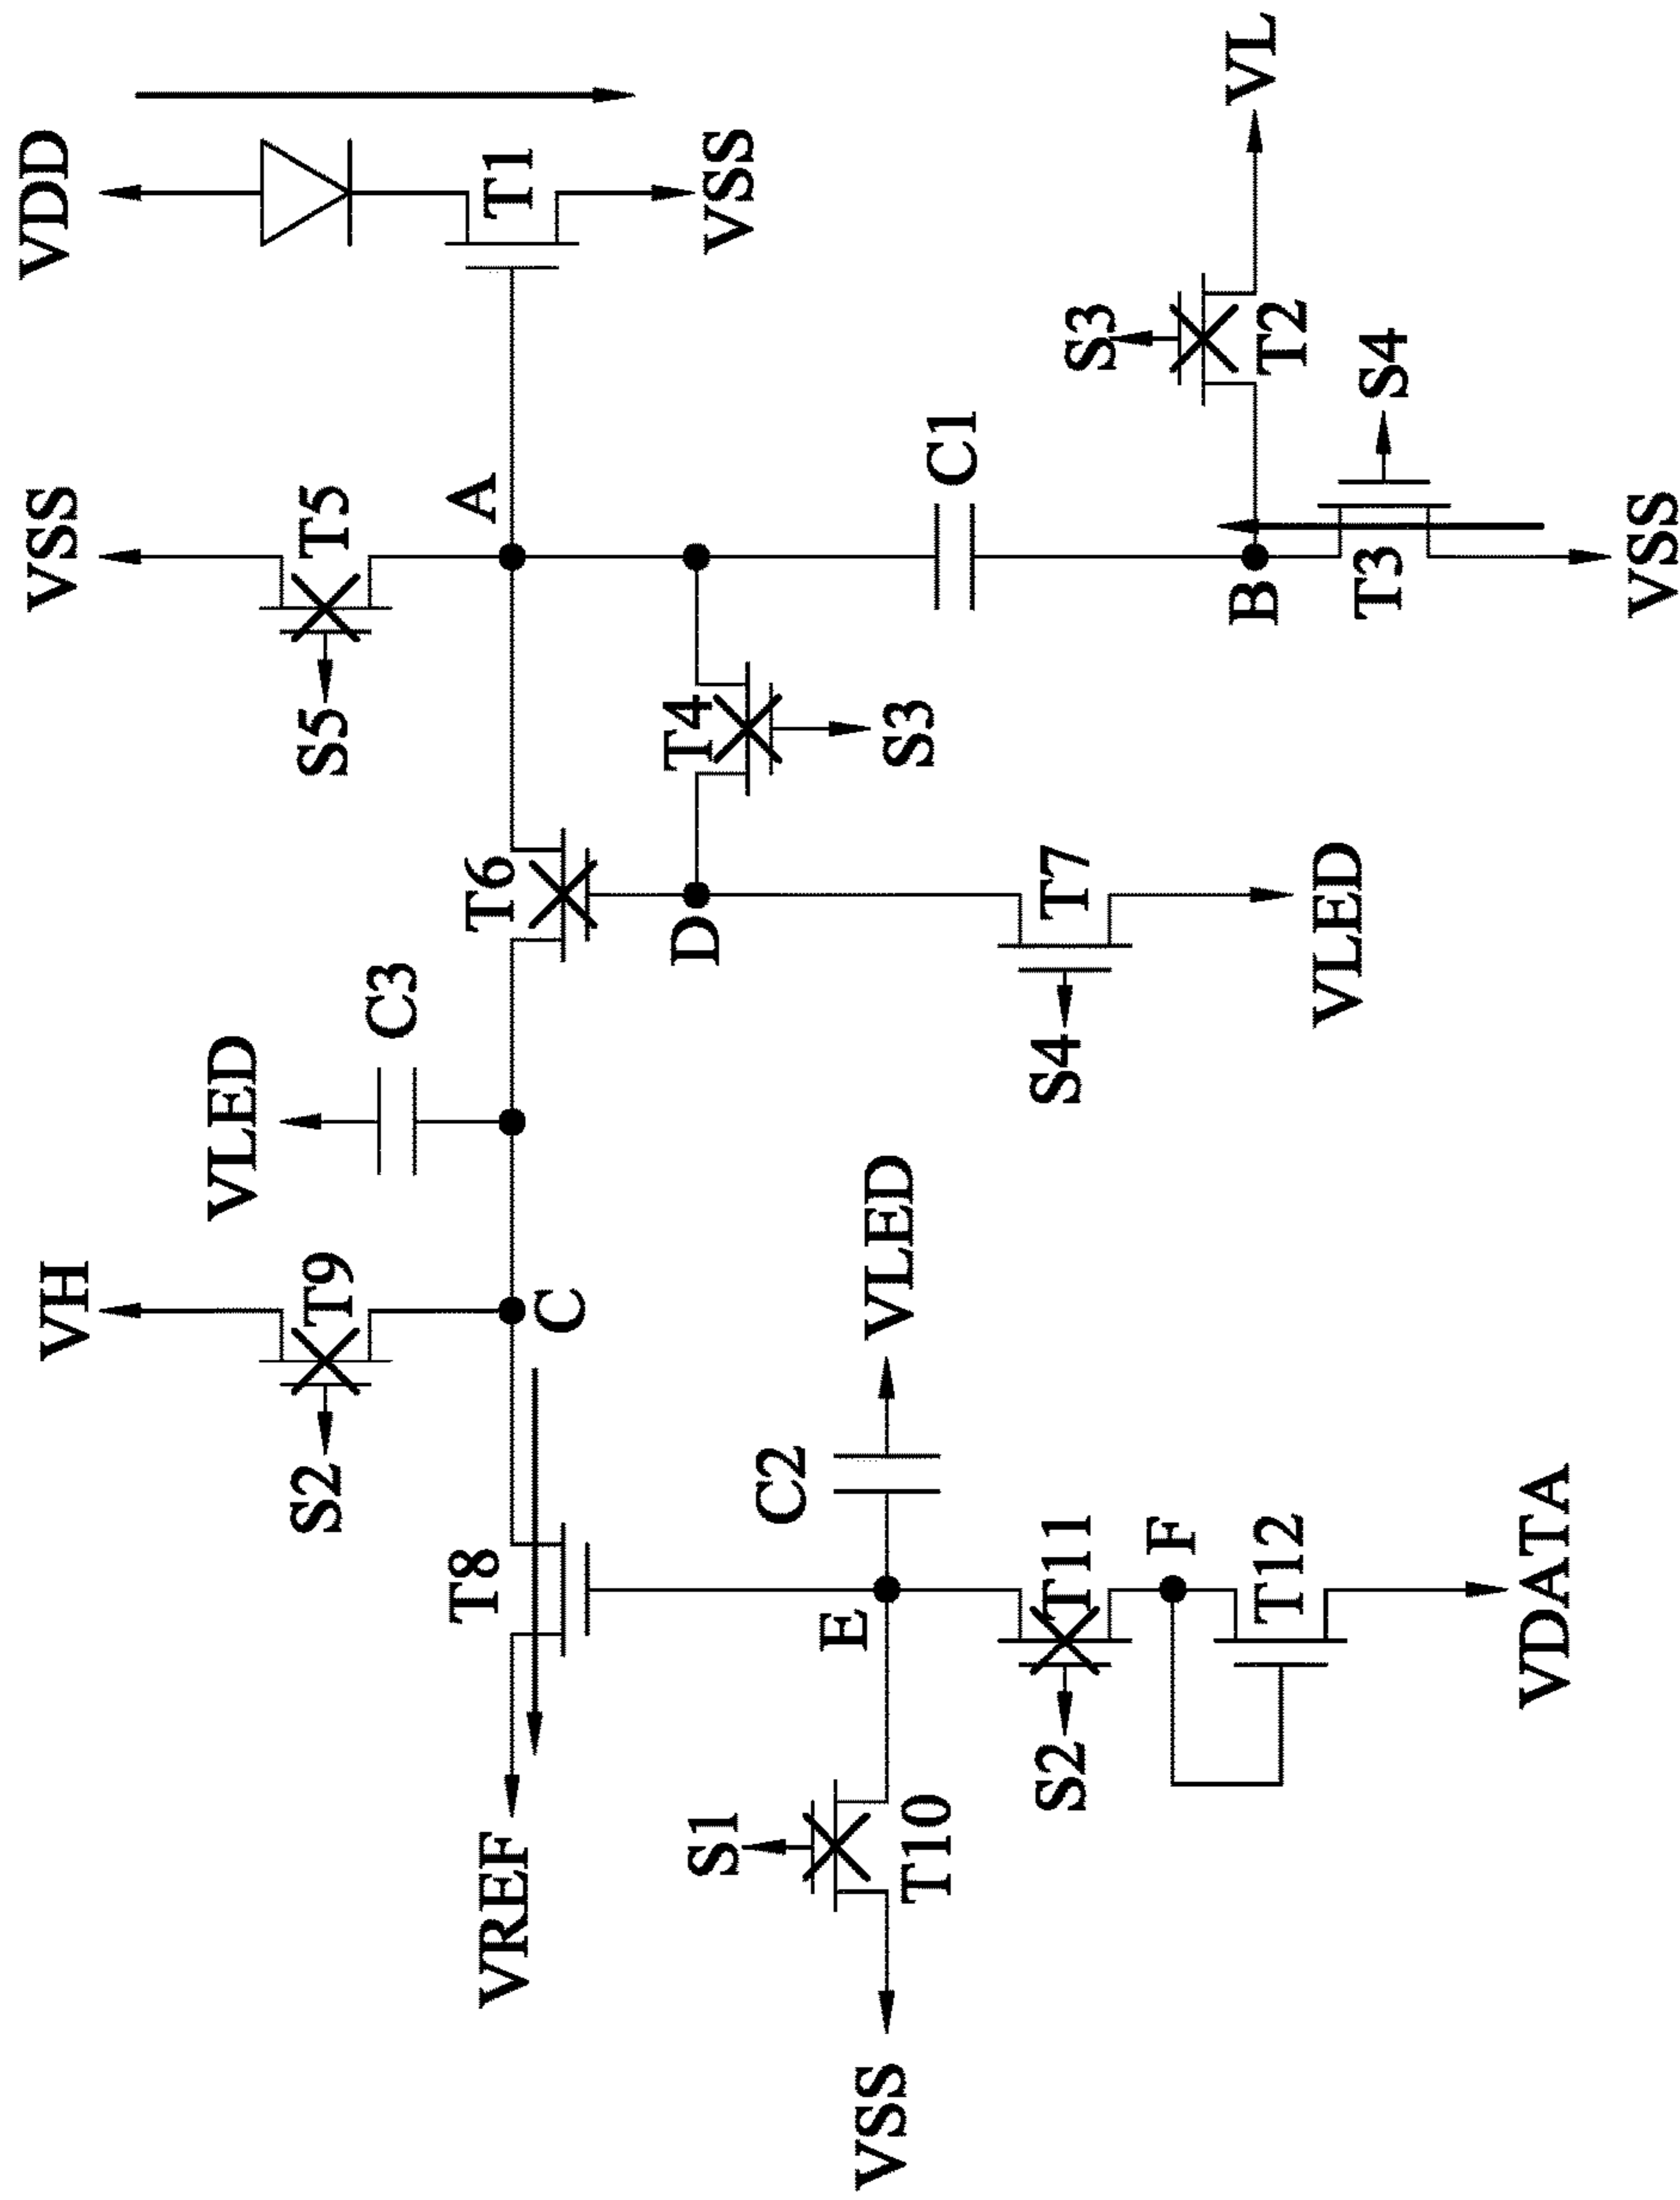 VDD
T1
VSS
VSS
T5
S5
A
C1
S3
T2
VL
S4
B
T3
VSS
T4
S3
T6
D
T7
S4
VLED
VLED
C3
VH
T9
S2
C
T8
VREF
C2
VLED
E
S1
T10
VSS
T11
S2
F
T12
VDATA